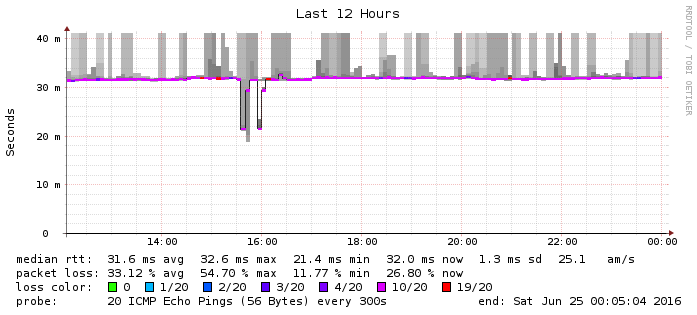 Last 12 Hours
RRDTOOL / TOBI OETIKER
Seconds
40 m
30 m
20 m
10 m
0
14:00 16:00 18:00 20:00 22:00 00:00
median rtt: 31.6 ms avg 32.6 ms max 21.4 ms min 32.0 ms now 1.3 ms sd 25.1 am/s
packet loss: 33.12 % avg 54.70 % max 11.77 % min 26.80 % now
loss color: 0 1/20 2/20 3/20 4/20 10/20 19/20
probe: 20 ICMP Echo Pings (56 Bytes) every 300s end: Sat Jun 25 00:05:04 2016